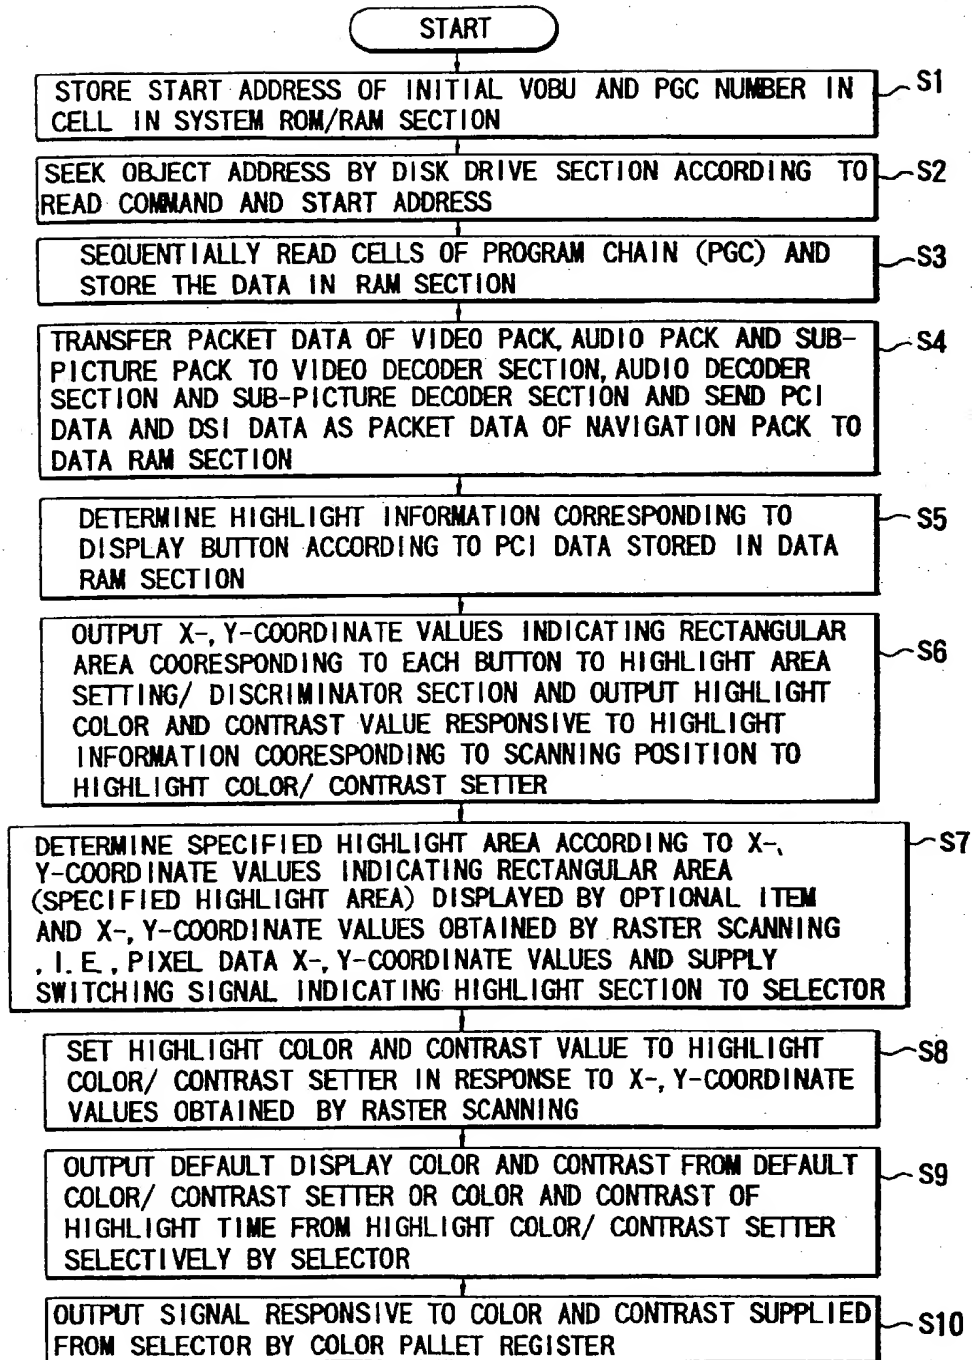 START
STORE START ADDRESS OF INITIAL VOBU AND PGC NUMBER IN
CELL IN SYSTEM ROM/RAM SECTION
S1
SEEK OBJECT ADDRESS BY DISK DRIVE SECTION ACCORDING TO
READ COMMAND AND START ADDRESS
S2
SEQUENTIALLY READ CELLS OF PROGRAM CHAIN (PGC) AND
STORE THE DATA IN RAM SECTION
S3
TRANSFER PACKET DATA OF VIDEO PACK, AUDIO PACK AND SUB-
PICTURE PACK TO VIDEO DECODER SECTION, AUDIO DECODER
SECTION AND SUB-PICTURE DECODER SECTION AND SEND PCI
DATA AND DSI DATA AS PACKET DATA OF NAVIGATION PACK TO
DATA RAM SECTION
S4
DETERMINE HIGHLIGHT INFORMATION CORRESPONDING TO
DISPLAY BUTTON ACCORDING TO PCI DATA STORED IN DATA
RAM SECTION
S5
OUTPUT X-, Y-COORDINATE VALUES INDICATING RECTANGULAR
AREA COORESPONDING TO EACH BUTTON TO HIGHLIGHT AREA
SETTING/ DISCRIMINATOR SECTION AND OUTPUT HIGHLIGHT
COLOR AND CONTRAST VALUE RESPONSIVE TO HIGHLIGHT
INFORMATION COORESPONDING TO SCANNING POSITION TO
HIGHLIGHT COLOR/ CONTRAST SETTER
S6
DETERMINE SPECIFIED HIGHLIGHT AREA ACCORDING TO X-,
Y-COORDINATE VALUES INDICATING RECTANGULAR AREA
(SPECIFIED HIGHLIGHT AREA) DISPLAYED BY OPTIONAL ITEM
AND X-, Y-COORDINATE VALUES OBTAINED BY RASTER SCANNING
, I. E., PIXEL DATA X-, Y-COORDINATE VALUES AND SUPPLY
SWITCHING SIGNAL INDICATING HIGHLIGHT SECTION TO SELECTOR
S7
SET HIGHLIGHT COLOR AND CONTRAST VALUE TO HIGHLIGHT
COLOR/ CONTRAST SETTER IN RESPONSE TO X-, Y-COORDINATE
VALUES OBTAINED BY RASTER SCANNING
S8
OUTPUT DEFAULT DISPLAY COLOR AND CONTRAST FROM DEFAULT
COLOR/ CONTRAST SETTER OR COLOR AND CONTRAST OF
HIGHLIGHT TIME FROM HIGHLIGHT COLOR/ CONTRAST SETTER
SELECTIVELY BY SELECTOR
S9
OUTPUT SIGNAL RESPONSIVE TO COLOR AND CONTRAST SUPPLIED
FROM SELECTOR BY COLOR PALLET REGISTER
S10